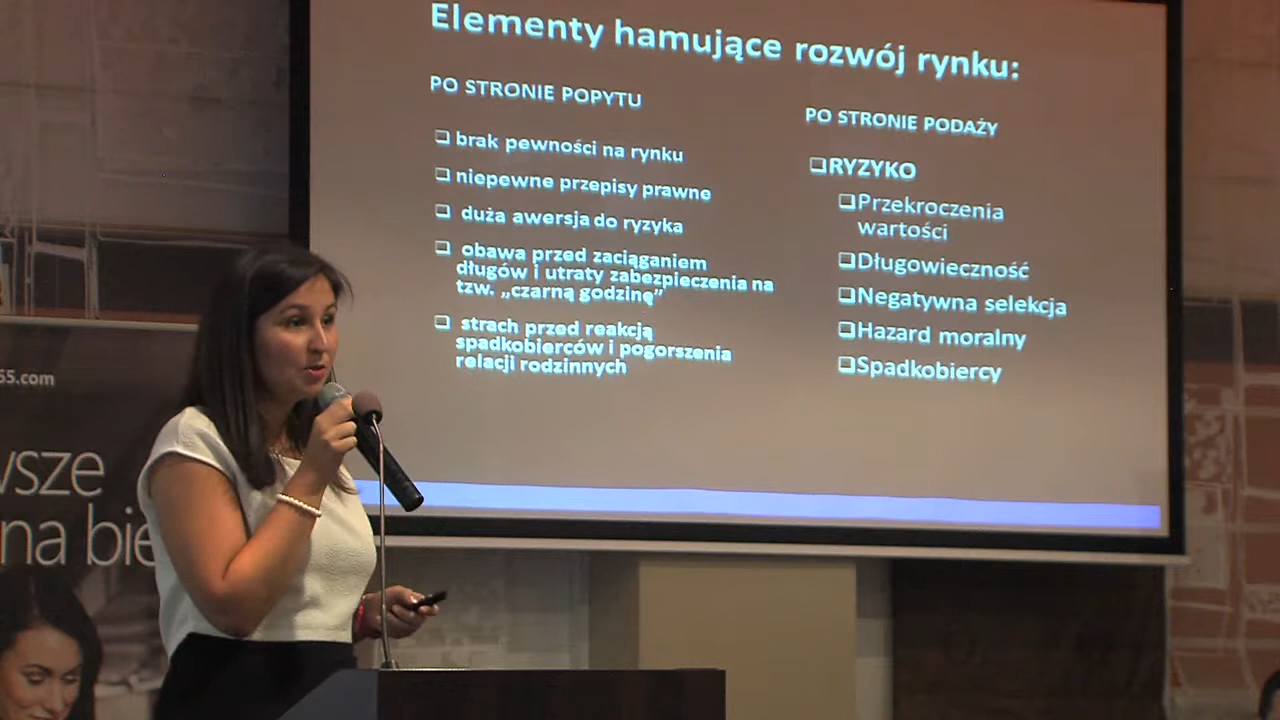 Elementy hamujące rozwój rynku:
PO STRONIE POPYTU
❑ brak pewności na rynku
❑ niepewne przepisy prawne
❑ duża awersja do ryzyka
❑ obawa przed zaciąganiem
długów i utraty zabezpieczenia na
tzw. „czarną godzinę”
❑ strach przed reakcją
spadkobierców i pogorszenia
relacji rodzinnych
PO STRONIE PODAŻY
❑RYZYKO
❑Przekroczenia
wartości
❑Długowieczność
❑Negatywna selekcja
❑Hazard moralny
❑Spadkobiercy
55.com
wsze
na bie